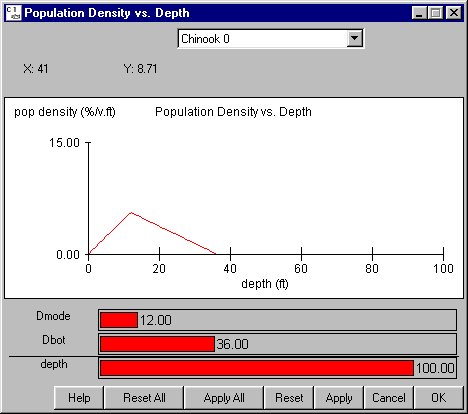 Population Density vs. Depth
Chinook 0
X: 41 Y: 8.71
pop density (%/v.ft) Population Density vs. Depth
15.00
0.00
0 20 40 60 80 100
depth (ft)
Dmode 12.00
Dbot 36.00
depth 100.00
Help Reset All Apply All Reset Apply Cancel OK